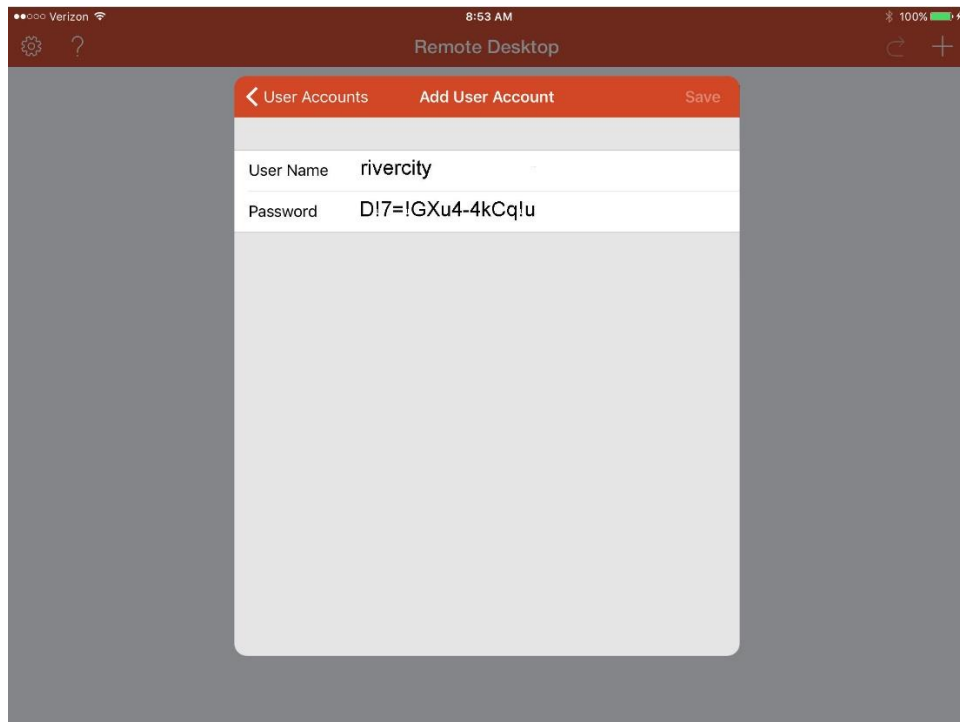 Verizon 8:53 AM 100%
? Remote Desktop
User Accounts Add User Account Save
User Name rivercity
Password D!7=!GXu4-4kCq!u